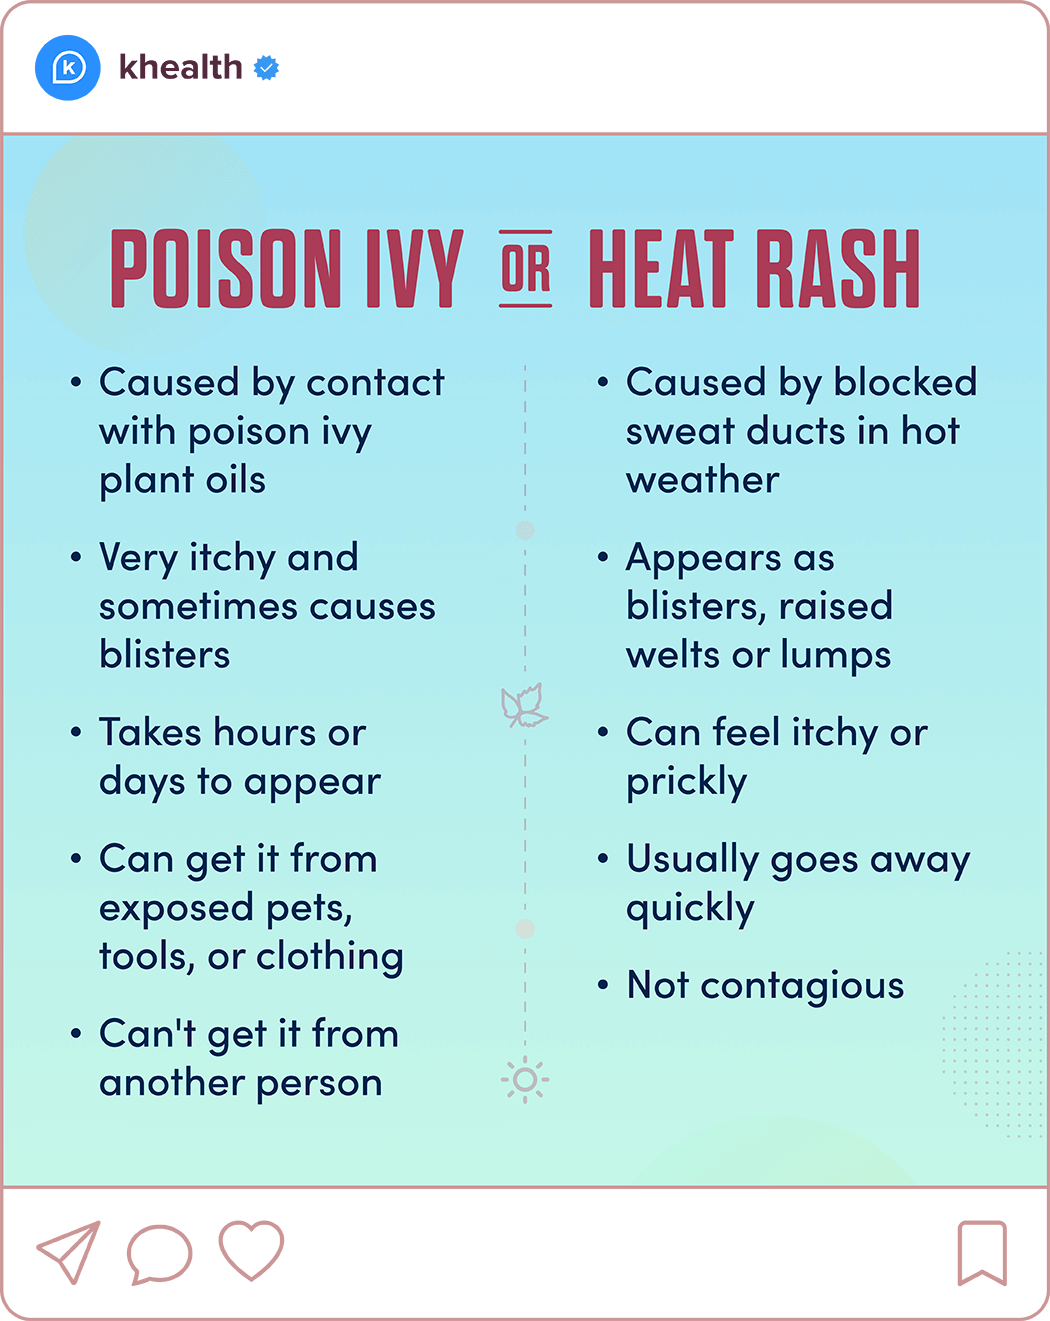 khealth
POISON IVY OR HEAT RASH
• Caused by contact
with poison ivy
plant oils
• Very itchy and
sometimes causes
blisters
• Takes hours or
days to appear
• Can get it from
exposed pets,
tools, or clothing
• Can't get it from
another person
• Caused by blocked
sweat ducts in hot
weather
• Appears as
blisters, raised
welts or lumps
• Can feel itchy or
prickly
• Usually goes away
quickly
• Not contagious